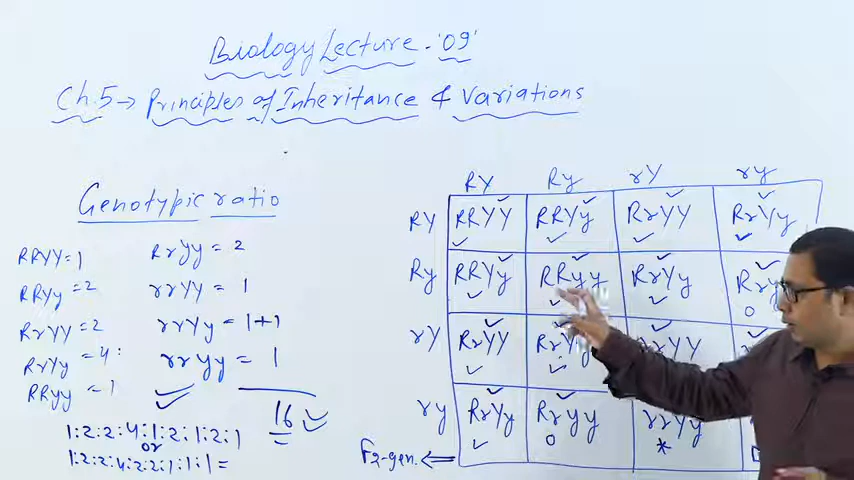 Biology Lecture - '09'
Ch.5 → Principles of Inheritance & Variations
Genotypic ratio
RRYY = 1
RRYy = 2
RrYY = 2
RrYy = 4
RRyy = 1
RrYy = 2
rrYY = 1
rrYy = 1+1
rryy = 1
16
1:2:2:4:1:2:1:2:1
or
1:2:2:4:2:2:1:1:1 =
RY Ry rY ry
RY RRYY RRYy RrYY RrYy
Ry RRYy RRyy RrYy
rY RrYY rrYY
ry RrYy Rryy rrYy
F2-gen.